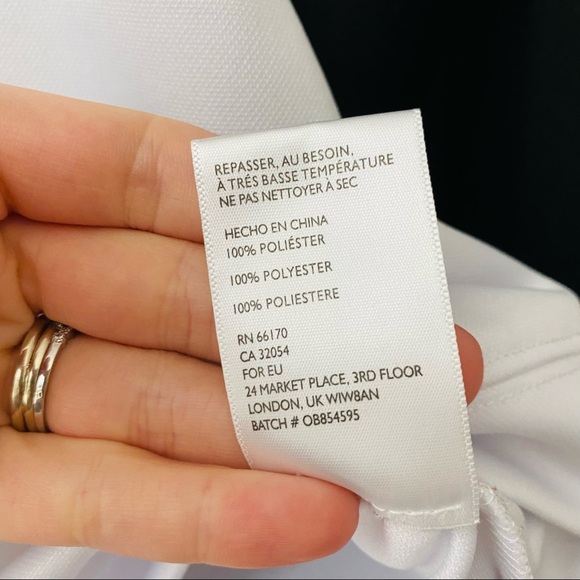 REPASSER, AU BESOIN,
À TRÉS BASSE TEMPÉRATURE
NE PAS NETTOYER À SEC
HECHO EN CHINA
100% POLIÉSTER
100% POLYESTER
100% POLIESTERE
RN 66170
CA 32054
FOR EU
24 MARKET PLACE, 3RD FLOOR
LONDON, UK W1W8AN
BATCH # OB854595